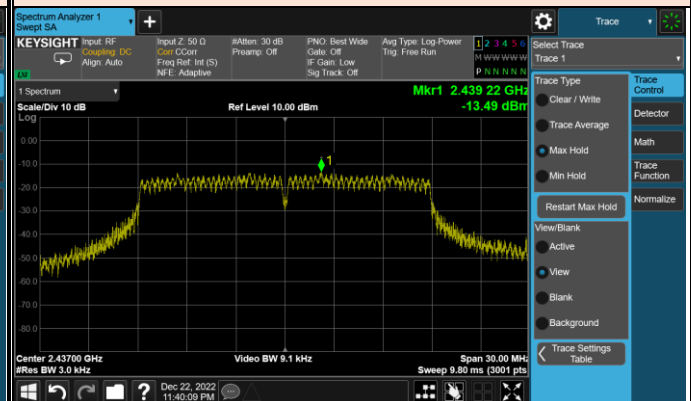 Spectrum Analyzer 1
Swept SA
Trace
KEYSIGHT
Input: RF
Coupling: DC
Align: Auto
Input Z: 50 Ω
Corr CCorr
Freq Ref: Int (S)
NFE: Adaptive
#Atten: 30 dB
Preamp: Off
PNO: Best Wide
Gate: Off
IF Gain: Low
Sig Track: Off
Avg Type: Log-Power
Trig: Free Run
1 2 3 4 5 6
M W W W W W
P N N N N N
LXI
Select Trace
Trace 1
1 Spectrum
Scale/Div 10 dB
Log
Ref Level 10.00 dBm
Mkr1 2.439 22 GHz
-13.49 dBm
0.00
-10.0
-20.0
-30.0
-40.0
-50.0
-60.0
-70.0
-80.0
1
Center 2.43700 GHz
#Res BW 3.0 kHz
Video BW 9.1 kHz
Span 30.00 MHz
Sweep 9.80 ms (3001 pts
Dec 22, 2022
11:40:09 PM
?
Trace Type
Clear / Write
Trace Average
Max Hold
Min Hold
Restart Max Hold
View/Blank
Active
View
Blank
Background
Trace Settings
Table
Trace
Control
Detector
Math
Trace
Function
Normalize